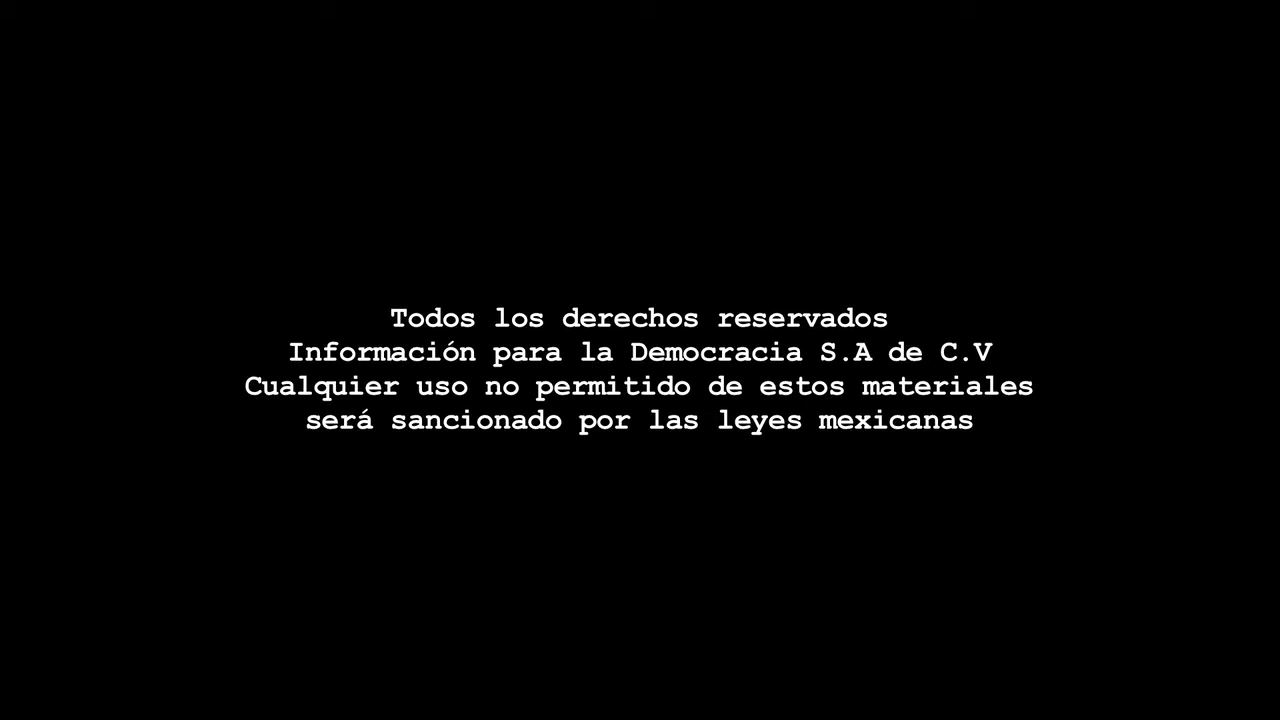 Todos los derechos reservados
Información para la Democracia S.A de C.V
Cualquier uso no permitido de estos materiales
será sancionado por las leyes mexicanas